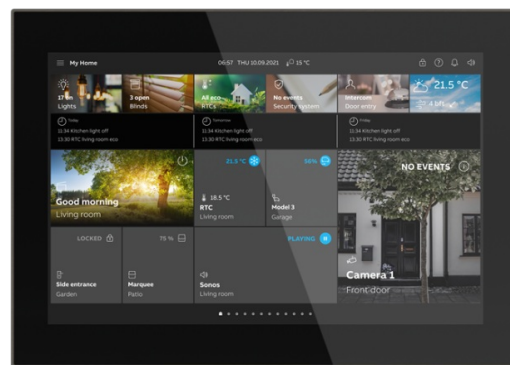 My Home
06:57 THU 10.09.2021 15 °C
17 on
Lights
3 open
Blinds
All eco
RTCs
No events
Security system
Intercom
Door entry
21.5 °C
Today
11:34 Kitchen light off
13:30 RTC living room eco
Tomorrow
11:34 Kitchen light off
13:30 RTC living room eco
Friday
11:34 Kitchen light off
13:30 RTC living room eco
Good morning
Living room
21.5 °C
18.5 °C
RTC
Living room
Model 3
Garage
NO EVENTS
LOCKED
Side entrance
Garden
75 %
Marquee
Patio
PLAYING
Sonos
Living room
Camera 1
Front door